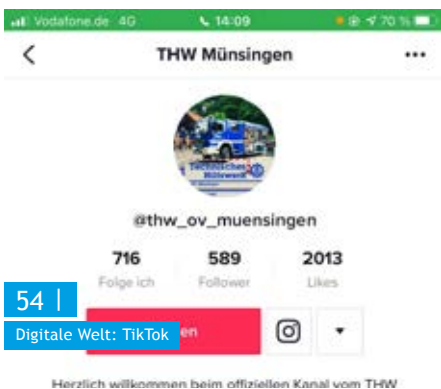 Vodafone.de 4G 14:09 70 %
THW Münsingen
Technisches
Hilfswerk
@thw_ov_muensingen
716 589 2013
Folge ich Follower Likes
54 |
en
Digitale Welt: TikTok
Herzlich willkommen beim offiziellen Kanal vom THW